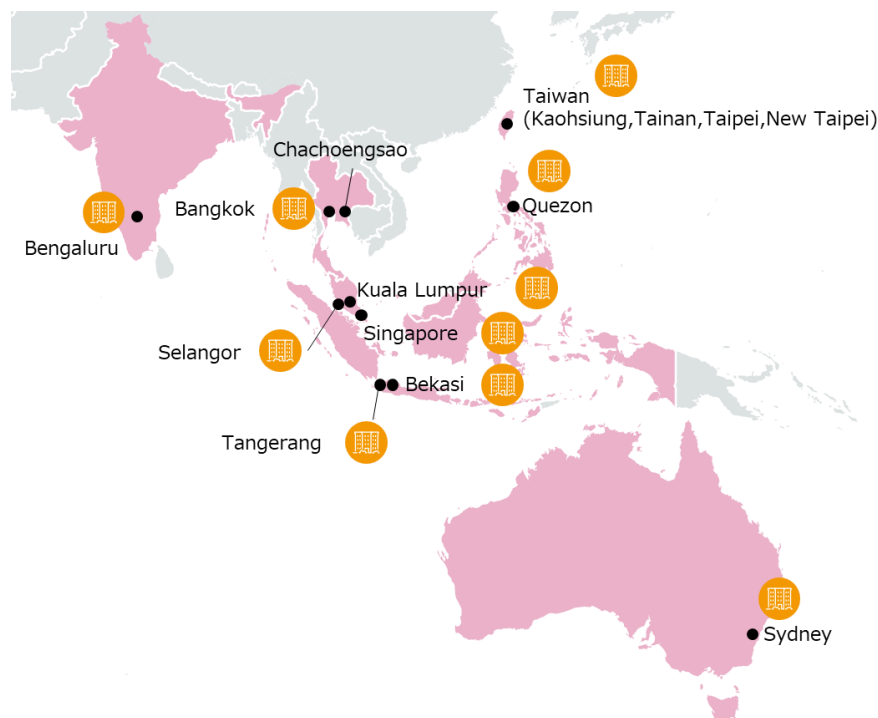 Taiwan
(Kaohsiung,Tainan,Taipei,New Taipei)
Chachoengsao
Bangkok
Quezon
Bengaluru
Kuala Lumpur
Singapore
Selangor
Bekasi
Tangerang
Sydney